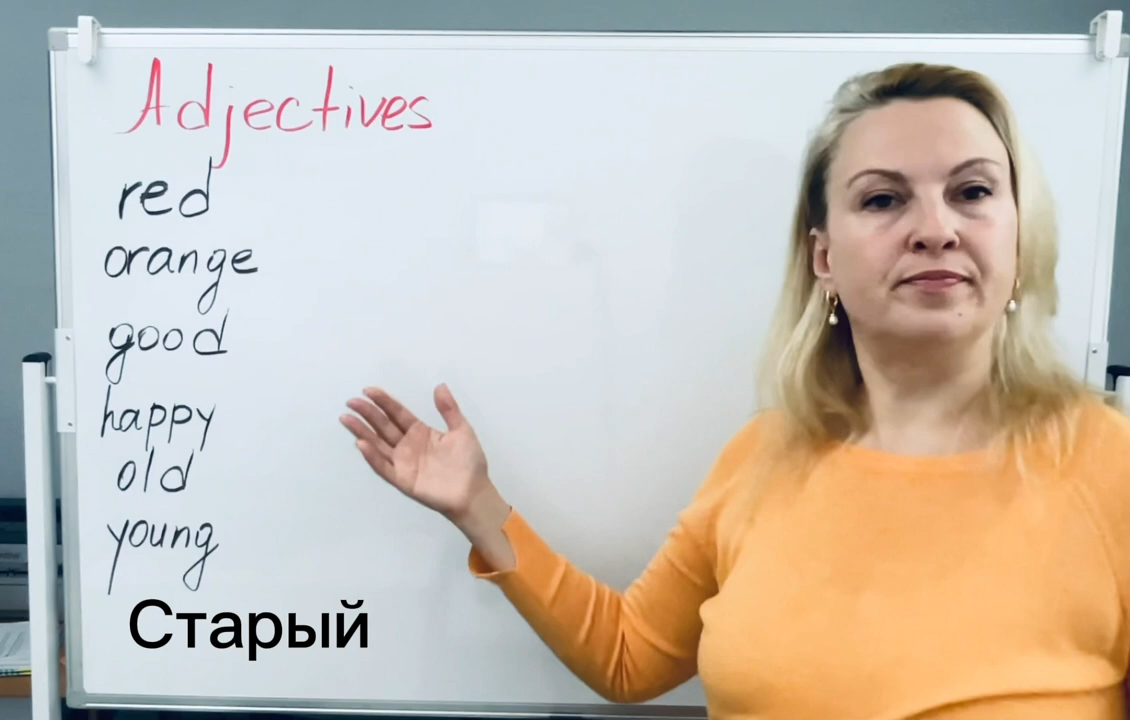 Adjectives
red
orange
good
happy
old
young
Старый